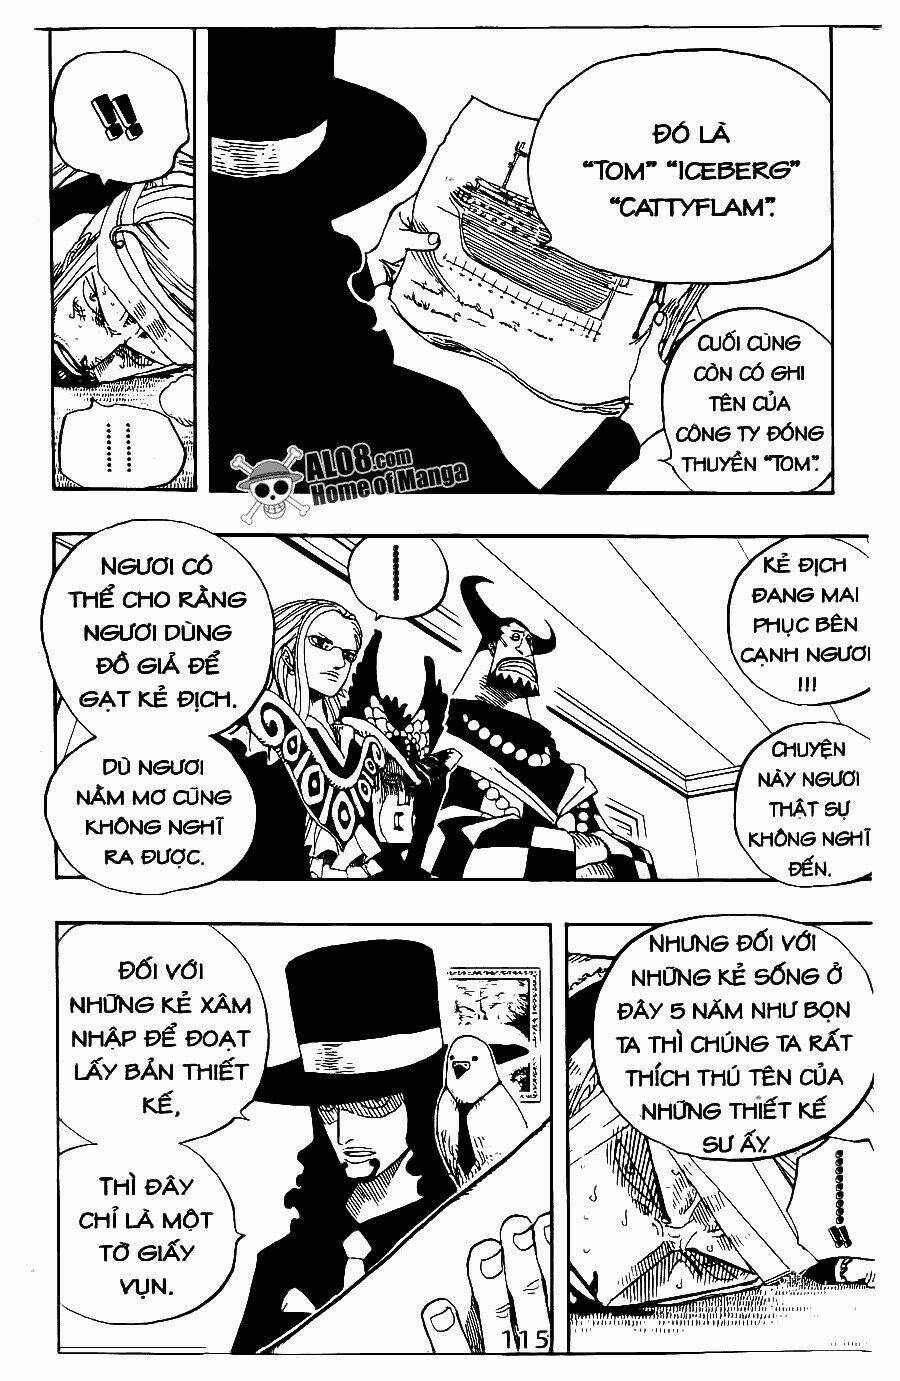 !!
ĐÓ LÀ
“TOM” “ICEBERG”
“CATTYFLAM”.
CUỐI CÙNG
CÒN CÓ GHI
TÊN CỦA
CÔNG TY ĐÓNG
THUYỀN “TOM”.
AL08.com
Home of Manga
NGƯƠI CÓ
THỂ CHO RẰNG
NGƯƠI DÙNG
ĐỒ GIẢ ĐỂ
GẠT KẺ ĐỊCH.
DÙ NGƯƠI
NẰM MƠ CŨNG
KHÔNG NGHĨ
RA ĐƯỢC.
KẺ ĐỊCH
ĐANG MAI
PHỤC BÊN
CẠNH NGƯƠI
!!!
CHUYỆN
NÀY NGƯƠI
THẬT SỰ
KHÔNG NGHĨ
ĐẾN.
ĐỐI VỚI
NHỮNG KẺ XÂM
NHẬP ĐỂ ĐOẠT
LẤY BẢN THIẾT
KẾ,
THÌ ĐÂY
CHỈ LÀ MỘT
TỜ GIẤY
VỤN.
NHƯNG ĐỐI VỚI
NHỮNG KẺ SỐNG Ở
ĐÂY 5 NĂM NHƯ BỌN
TA THÌ CHÚNG TA RẤT
THÍCH THÚ TÊN CỦA
NHỮNG THIẾT KẾ
SƯ ẤY.
!!
115